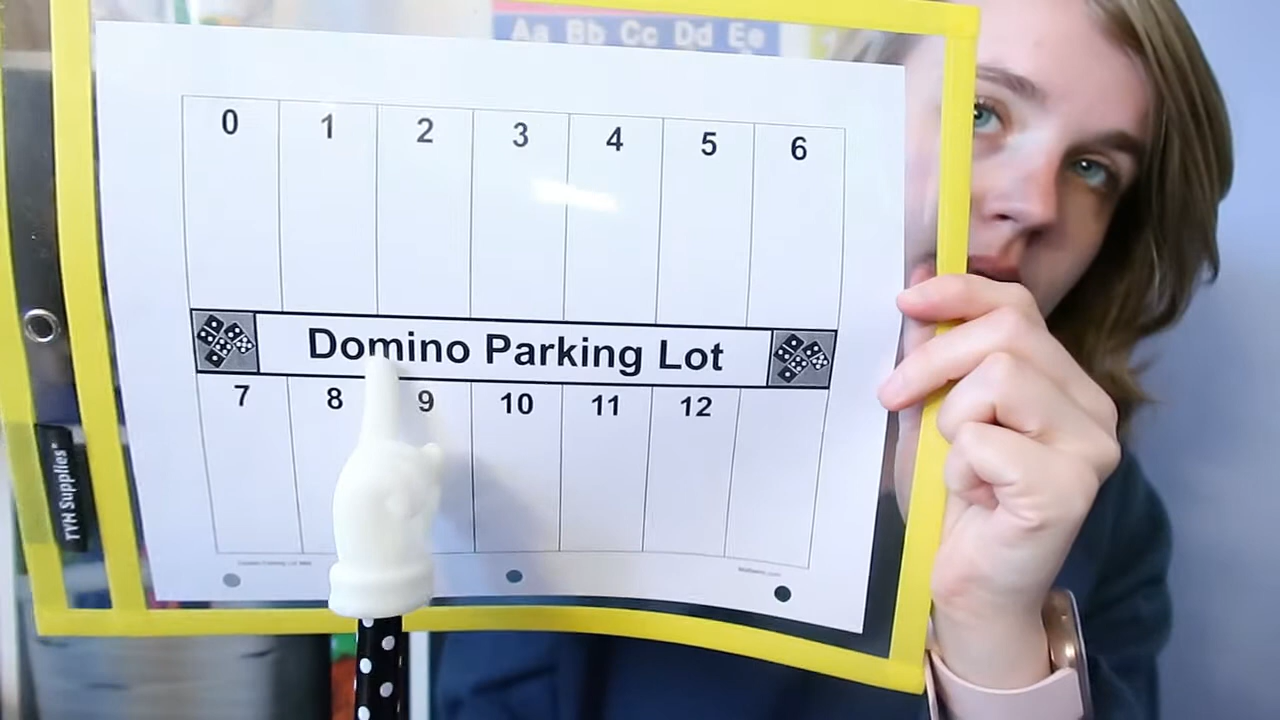 Aa Bb Cc Dd Ee
0 1 2 3 4 5 6
Domino Parking Lot
7 8 9 10 11 12
TYH Supplies